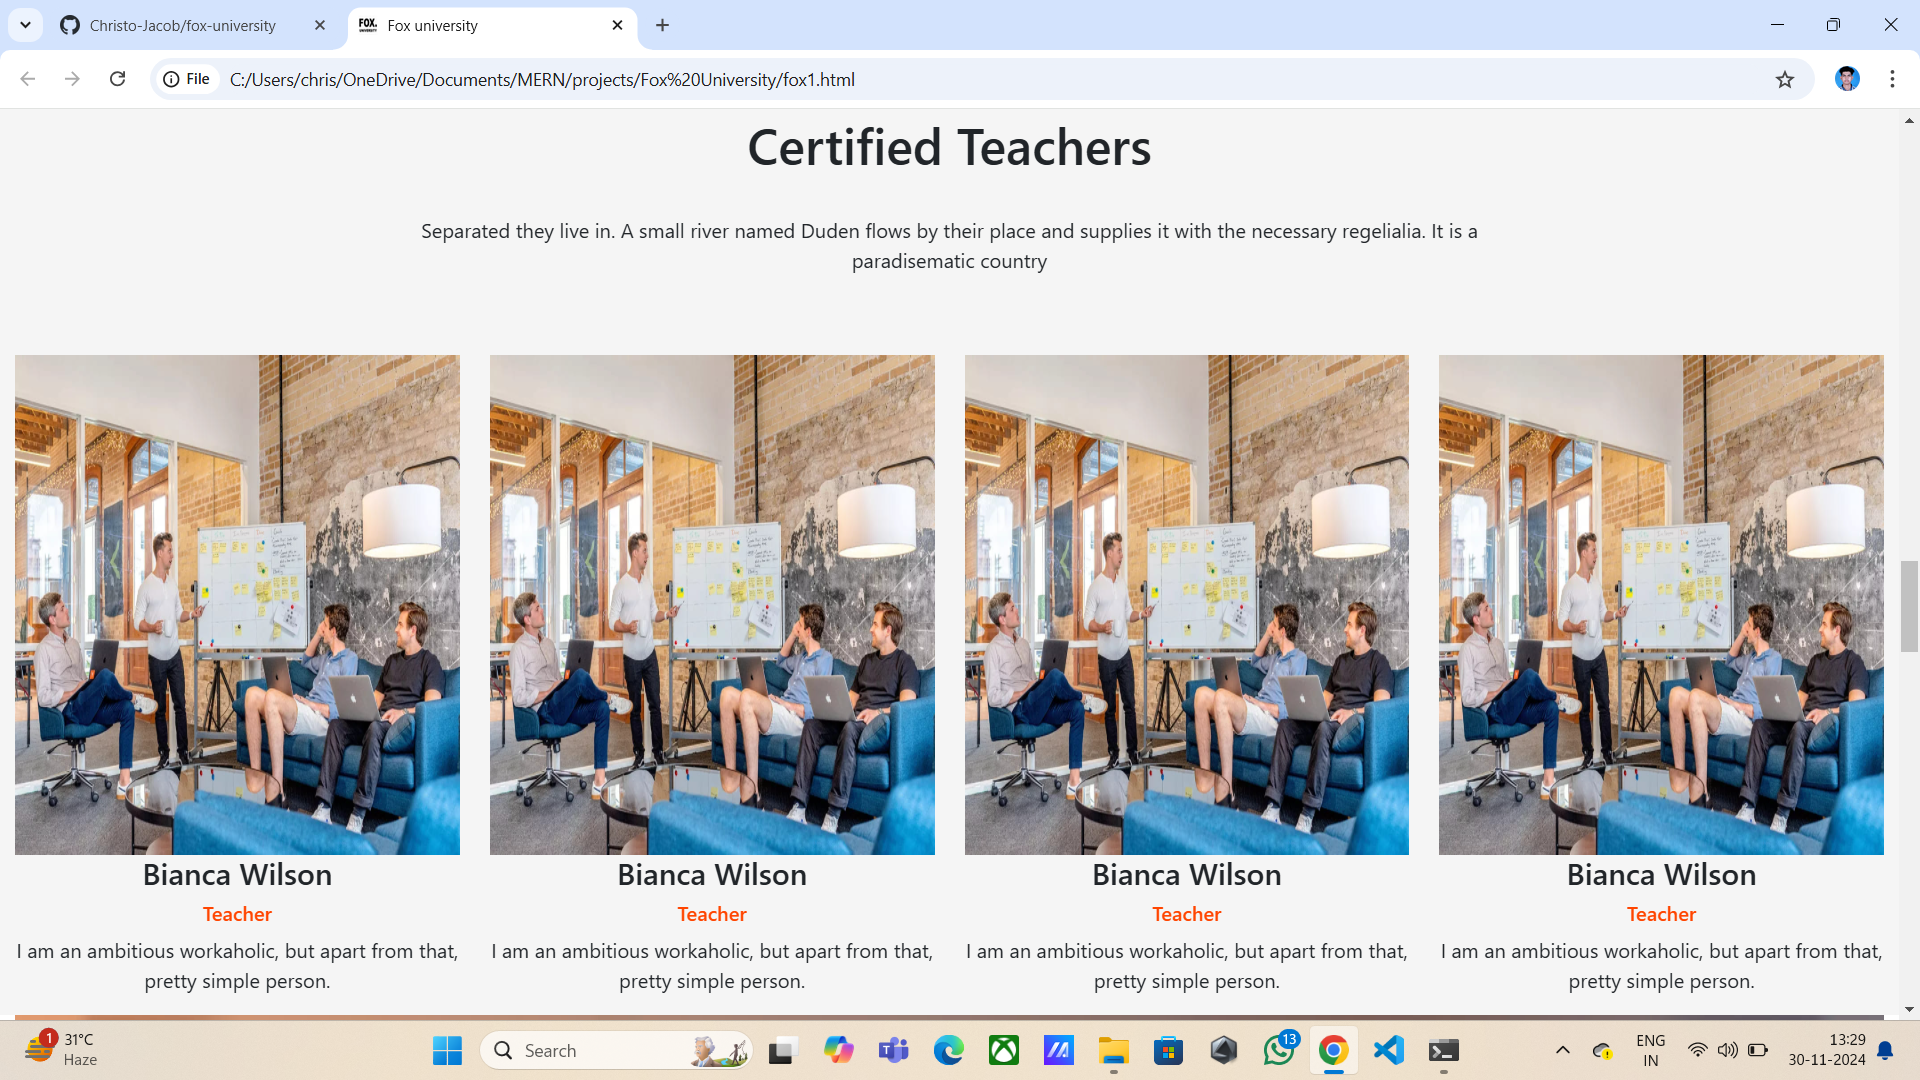 Christo-Jacob/fox-university
FOX.
UNIVERSITY
Fox university
File
C:/Users/chris/OneDrive/Documents/MERN/projects/Fox%20University/fox1.html
Certified Teachers
Separated they live in. A small river named Duden flows by their place and supplies it with the necessary regelialia. It is a
paradisematic country
Bianca Wilson
Teacher
I am an ambitious workaholic, but apart from that,
pretty simple person.
Bianca Wilson
Teacher
I am an ambitious workaholic, but apart from that,
pretty simple person.
Bianca Wilson
Teacher
I am an ambitious workaholic, but apart from that,
pretty simple person.
Bianca Wilson
Teacher
I am an ambitious workaholic, but apart from that,
pretty simple person.
1
31°C
Haze
Search
13
ENG
IN
13:29
30-11-2024